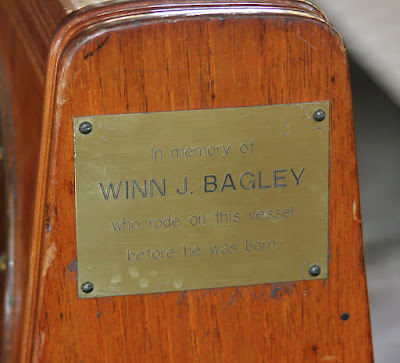 In memory of
WINN J. BAGLEY
who rode on this vessel
before he was born.